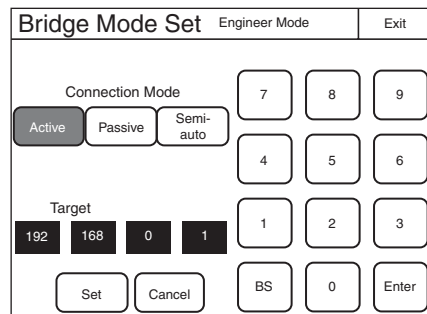 Bridge Mode Set Engineer Mode Exit
Connection Mode
Active Passive Semi-
auto
7 8 9
4 5 6
Target
192 168 0 1
1 2 3
Set Cancel
BS 0 Enter